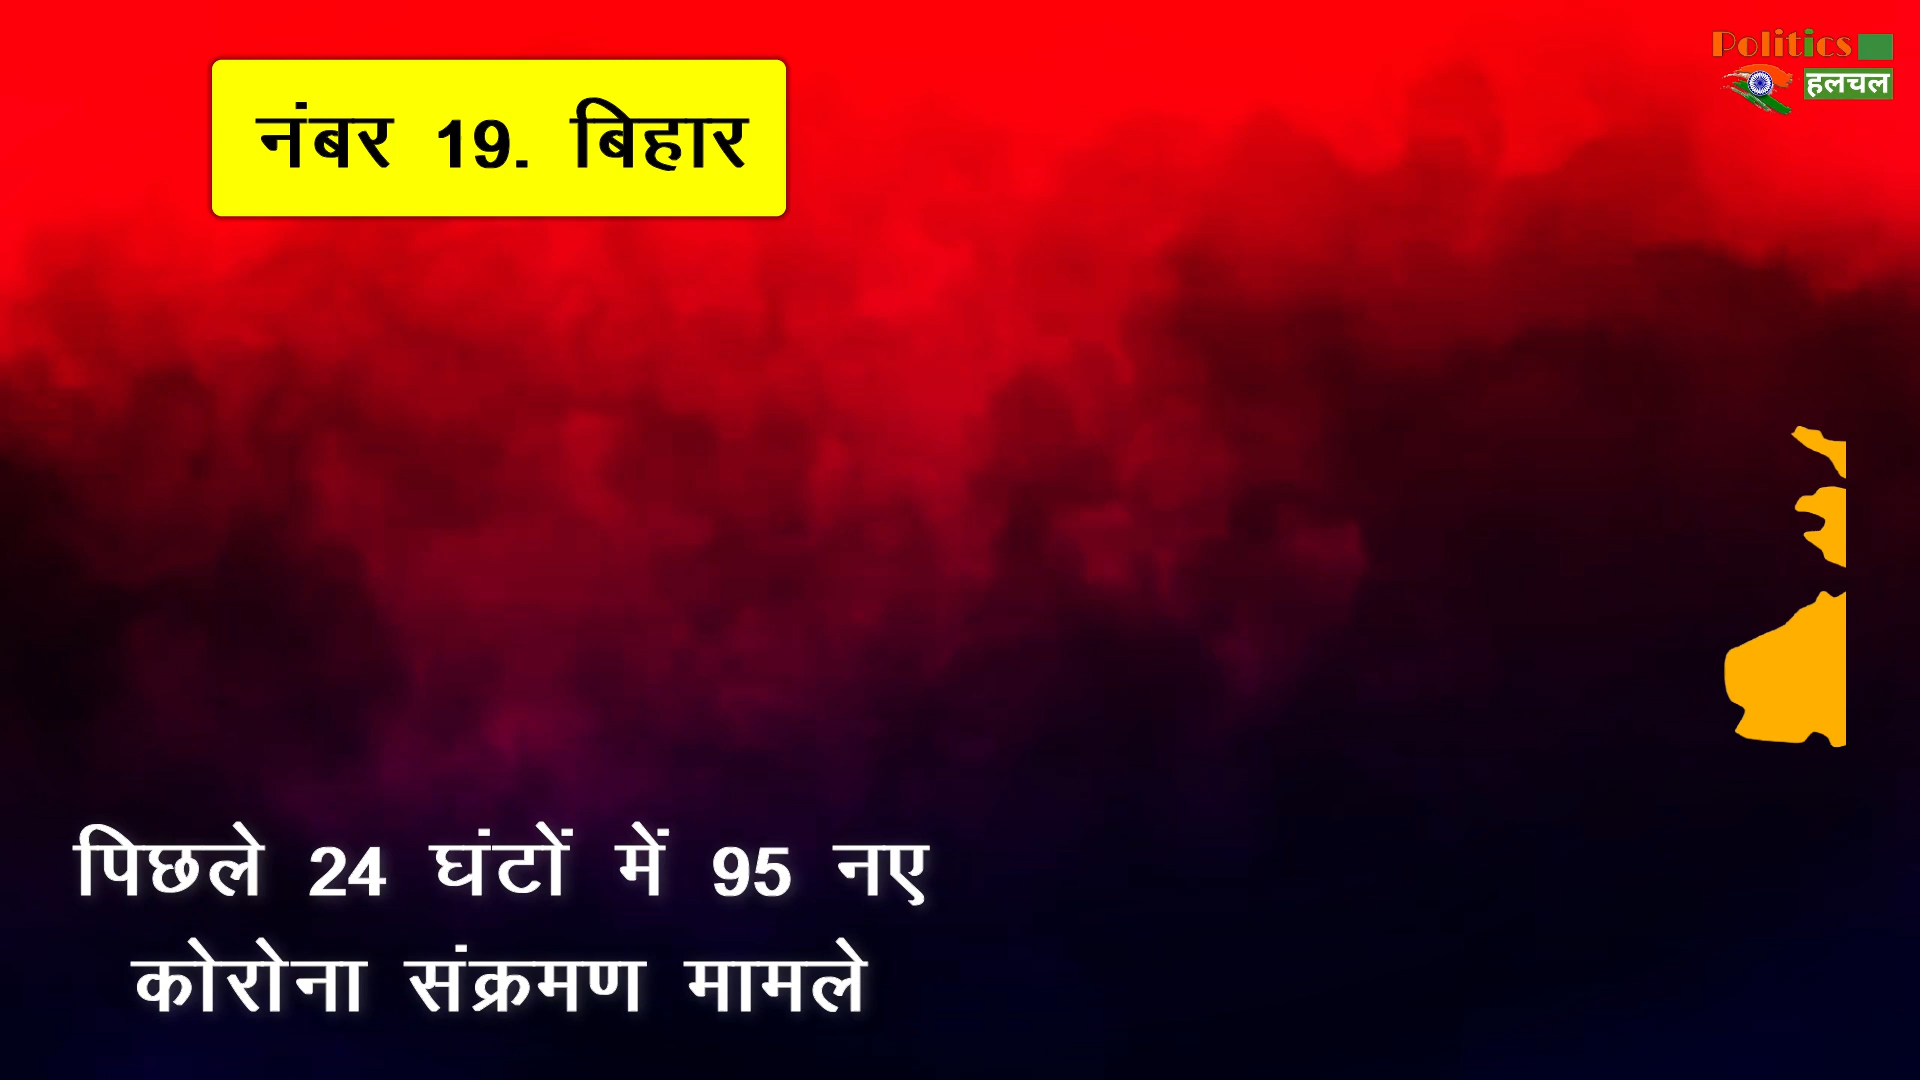 Politics
हलचल
नंबर 19. बिहार
पिछले 24 घंटों में 95 नए
कोरोना संक्रमण मामले